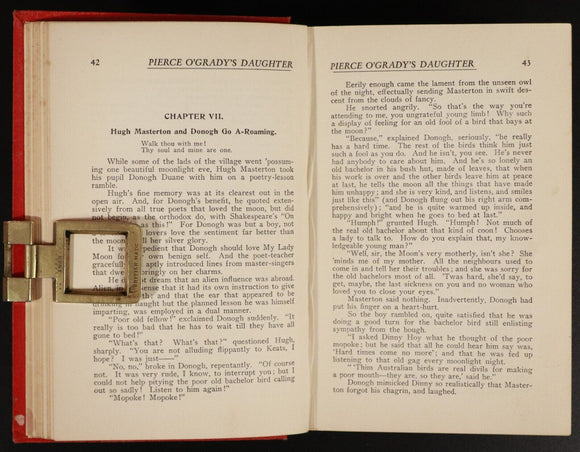 42
PIERCE O'GRADY'S DAUGHTER
CHAPTER VII.
Hugh Masterton and Donogh Go A-Roaming.
Walk thou with me!
Thy soul and mine are one.
While some of the lads of the village went 'possum-
ing one beautiful moonlight eve, Hugh Masterton took
his pupil Donogh Duane with him on a poetry-lesson
ramble.
Hugh's fine memory was at its clearest out in the
open air. And, for Donogh's benefit, he quoted exten-
sively from all true poets that loved the moon, but did
not begin, as the orthodox do, with Shakespeare's "On
as this!" For Donogh was but a boy, not
lovers love the sentiment far better than
the moon her silver glory.
pedient that Donogh should love My Lady
Moon for own benign self. And the poet-teacher
gracefully aptly introduced lines from master-singers
that dwe ringly on her charms.
He dream that an alien influence was abroad.
Alien, sense that it had its own instruction to give
the and that the ear that appeared to be
drinking in naught but the planned lesson he was himself
imparting, was employed in a dual manner.
"Poor old fellow!" exclaimed Donogh suddenly. "It
really is too bad that he has to wait till they have all
gone to bed!"
"What's that? What's that?" questioned Hugh,
sharply. "You are not alluding flippantly to Keats, I
hope? I was just——"
"No, no," broke in Donogh, repentantly. "Of course
not. It was very rude, I know, to interrupt you; but I
could not help pitying the poor old bachelor bird calling
out so sadly! Listen to him again!"
"Mopoke! Mopoke!"
PIERCE O'GRADY'S DAUGHTER
43
Eerily enough came the lament from the unseen owl
of the night, effectually sending Masterton in swift des-
cent from the clouds of fancy.
He snorted angrily. "So that's the way you're
attending to me, you ungrateful young limb! Why such
a display of feeling for an old fool of a bird that bays at
the moon?"
"Because," explained Donogh, seriously, "he really
has a hard time. The rest of the birds think him just
such a fool as you do. And he isn't, you see. He's never
had anybody to care about him. And he's so lonely an
old bachelor in his bush hut, made of leaves, that when
his work is over and the other birds leave him at peace
at last, he tells the moon all the things that have made
him unhappy; and she is very kind, and listens, and smiles
just like this" (and Donogh flung out his right arm com-
prehensively); "and he is quite warmed up inside, and
happy and bright when he goes to bed at last."
"Humph!" grunted Hugh. "Humph! Not much of
the real old bachelor about that kind of coon! Chooses
a lady to talk to. How do you explain that, my know-
ledgeable young man?"
"Well, sir, the Moon's very motherly, isn't she? She
'minds me of my mother. All the neighbours used to
come in and tell her their troubles; and she was sorry for
the old bachelors most of all. 'Twas hard, she'd say, to
get, maybe, the last sickness on you and no woman who
loved you to close your eyes."
Masterton said nothing. Inadvertently, Donogh had
put his finger on a heart-hurt.
So the boy rambled on, quite satisfied that he was
doing a good turn for the bachelor bird still enlisting
sympathy from the bough.
"I asked Dinny Hoy what he thought of the poor
mopoke; but he said that all he could hear him say was,
'Hard times come no more'; and that he was fed up
listening to that old gag every moonlight night.
"'Thim Australian birds are real divils for making
a poor mouth—they are, so they are,' said he."
Donogh mimicked Dinny so realistically that Master-
ton forgot his chagrin, and laughed.